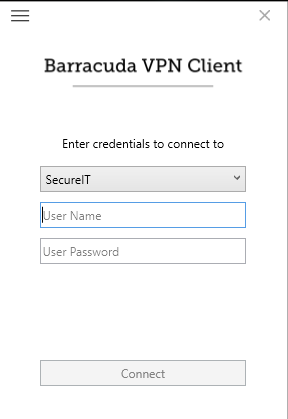 Barracuda VPN Client
Enter credentials to connect to
SecureIT
User Name
User Password
Connect